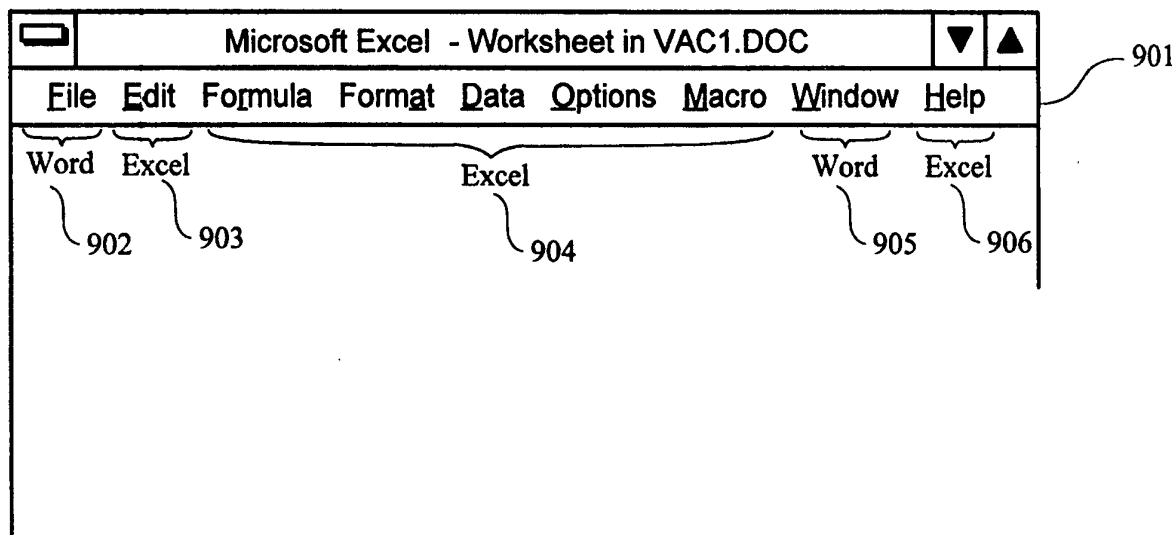 Microsoft Excel - Worksheet in VAC1.DOC
901
File Edit Formula Format Data Options Macro Window Help
Word Excel Excel Word Excel
902 903 904 905 906